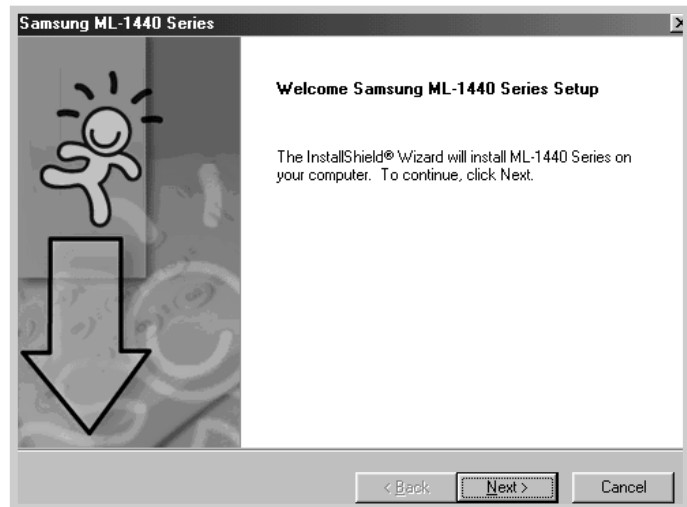 Samsung ML-1440 Series
Welcome Samsung ML-1440 Series Setup
The InstallShield® Wizard will install ML-1440 Series on
your computer. To continue, click Next.
< Back
Next >
Cancel